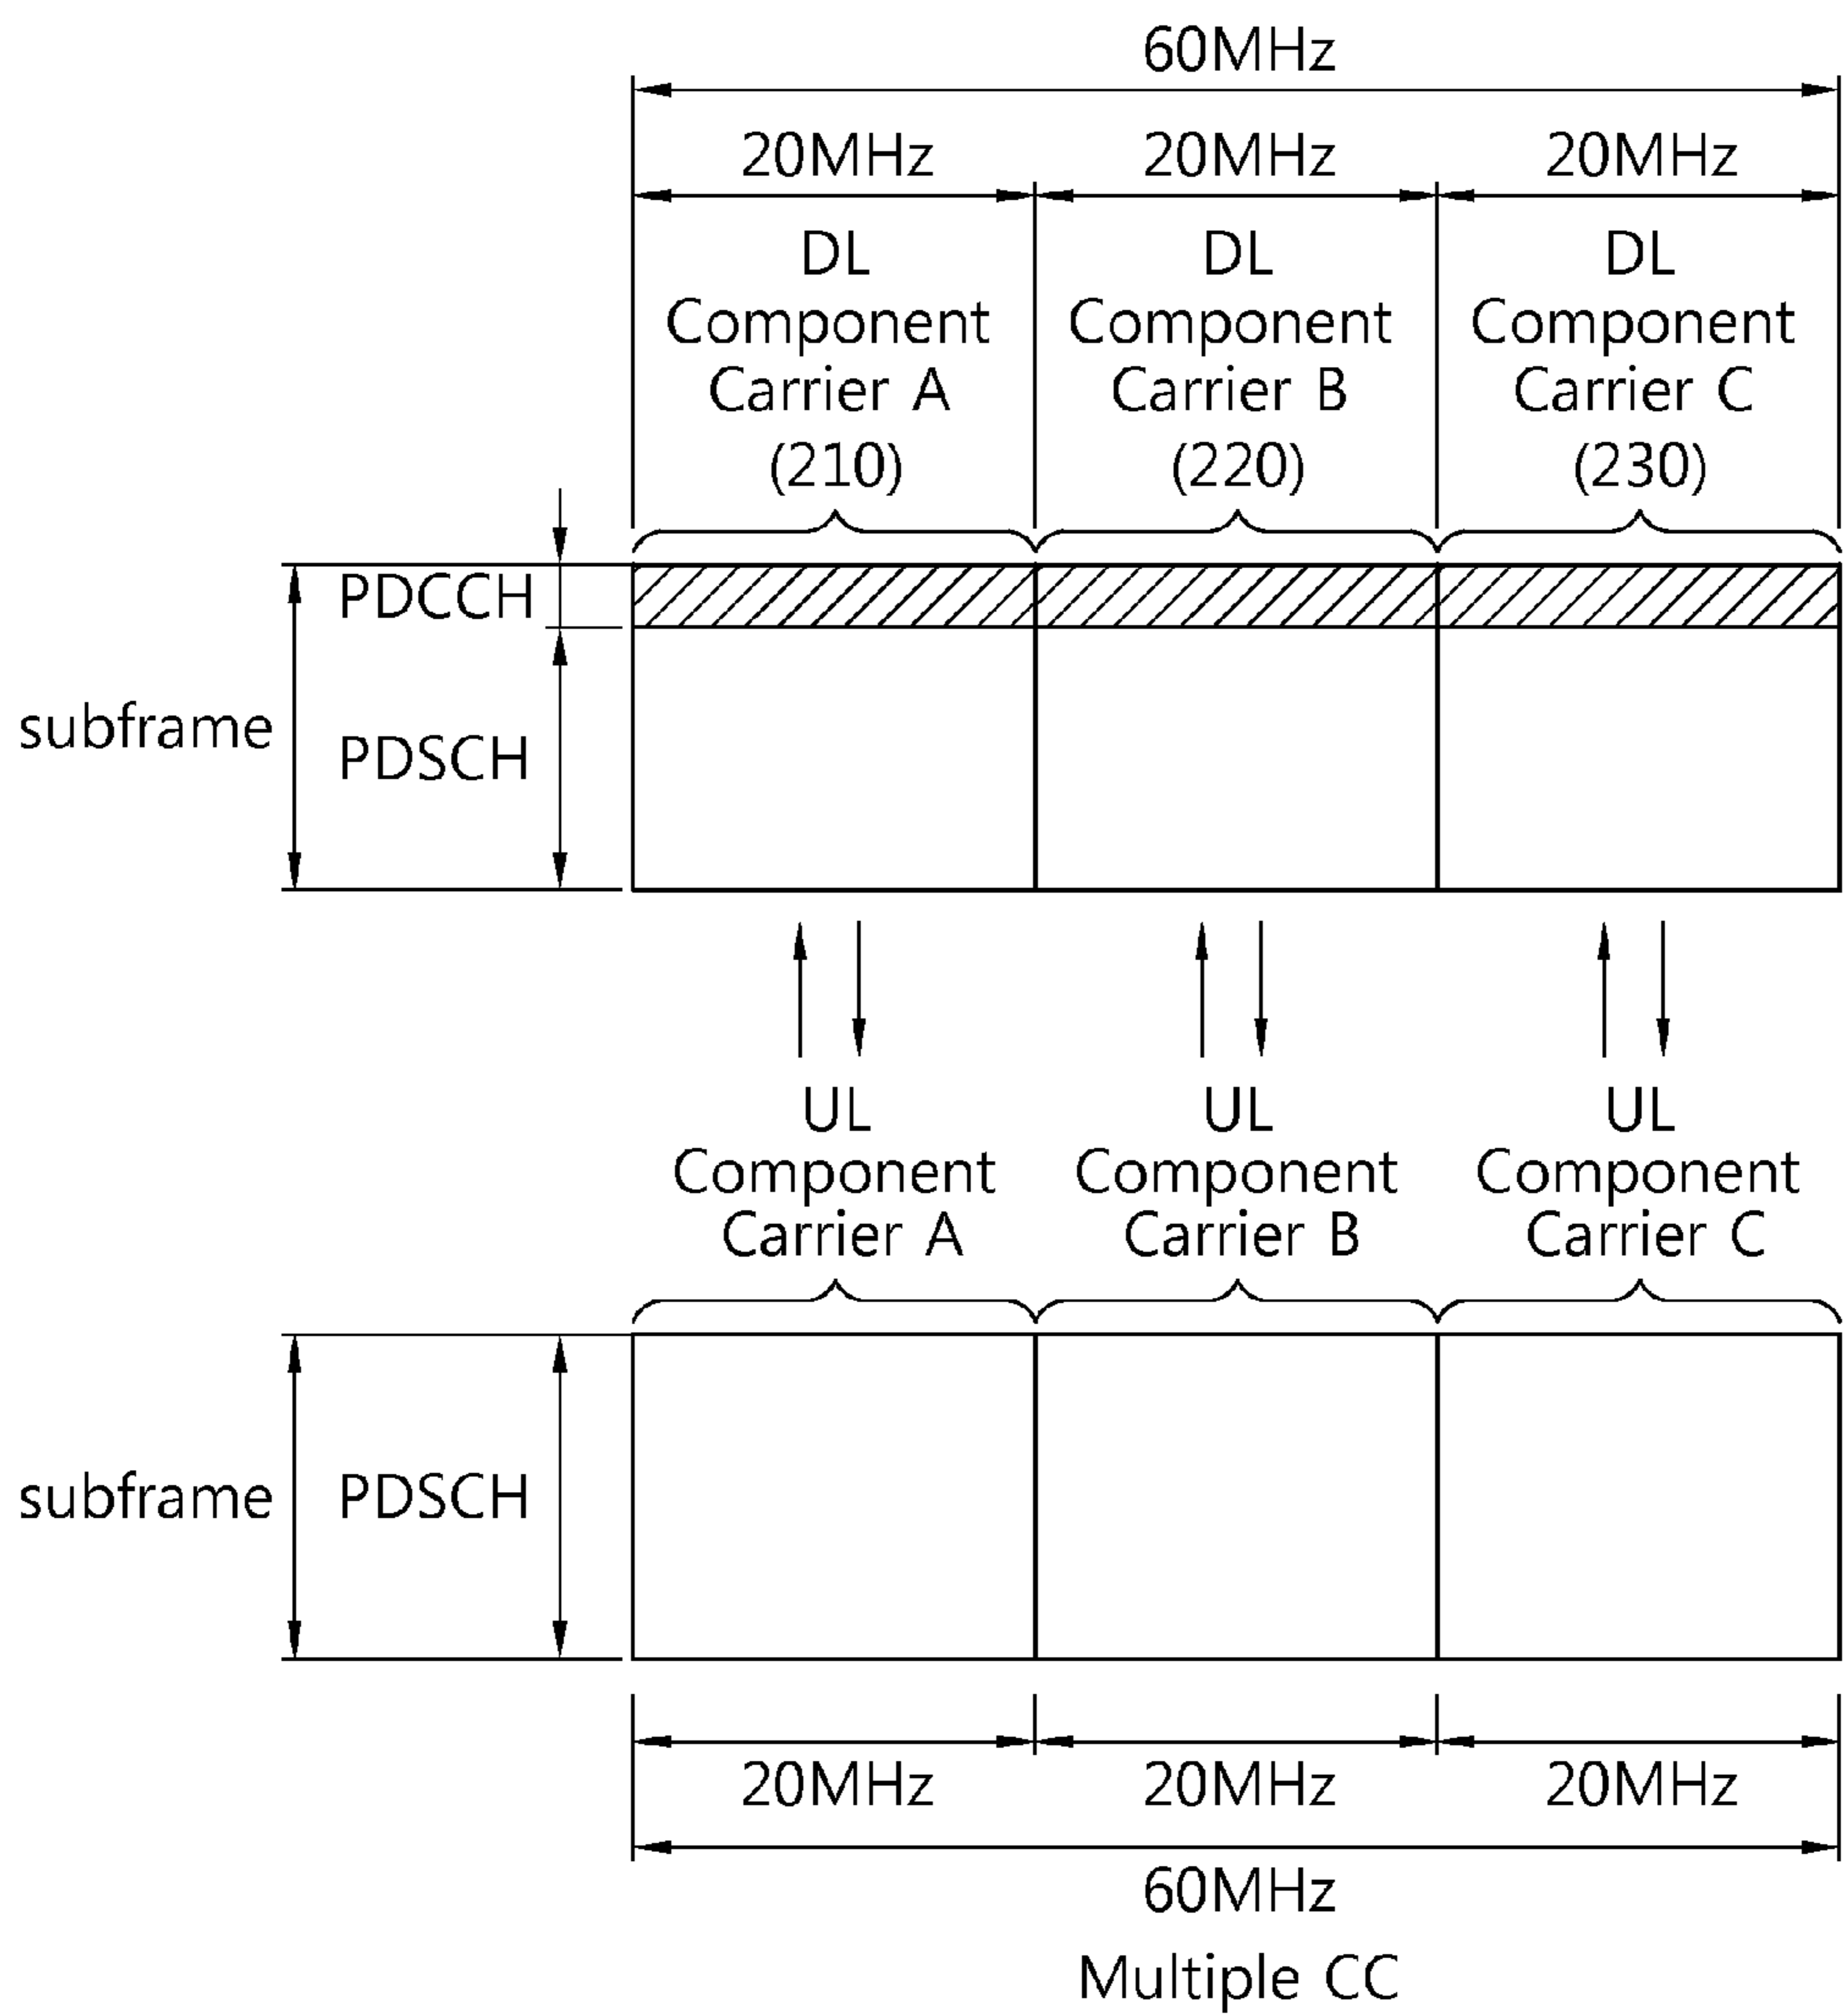 60MHz
20MHz 20MHz 20MHz
DL DL DL
Component Component Component
Carrier A Carrier B Carrier C
(210) (220) (230)
PDCCH
subframe
PDSCH
UL UL UL
Component Component Component
Carrier A Carrier B Carrier C
subframe PDSCH
20MHz 20MHz 20MHz
60MHz
Multiple CC